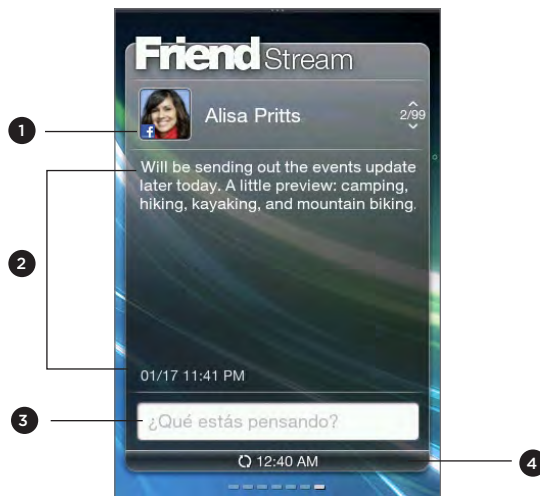 Friend Stream
Alisa Pritts
2/99
1
Will be sending out the events update
later today. A little preview: camping,
hiking, kayaking, and mountain biking.
2
01/17 11:41 PM
3
¿Qué estás pensando?
12:40 AM
4